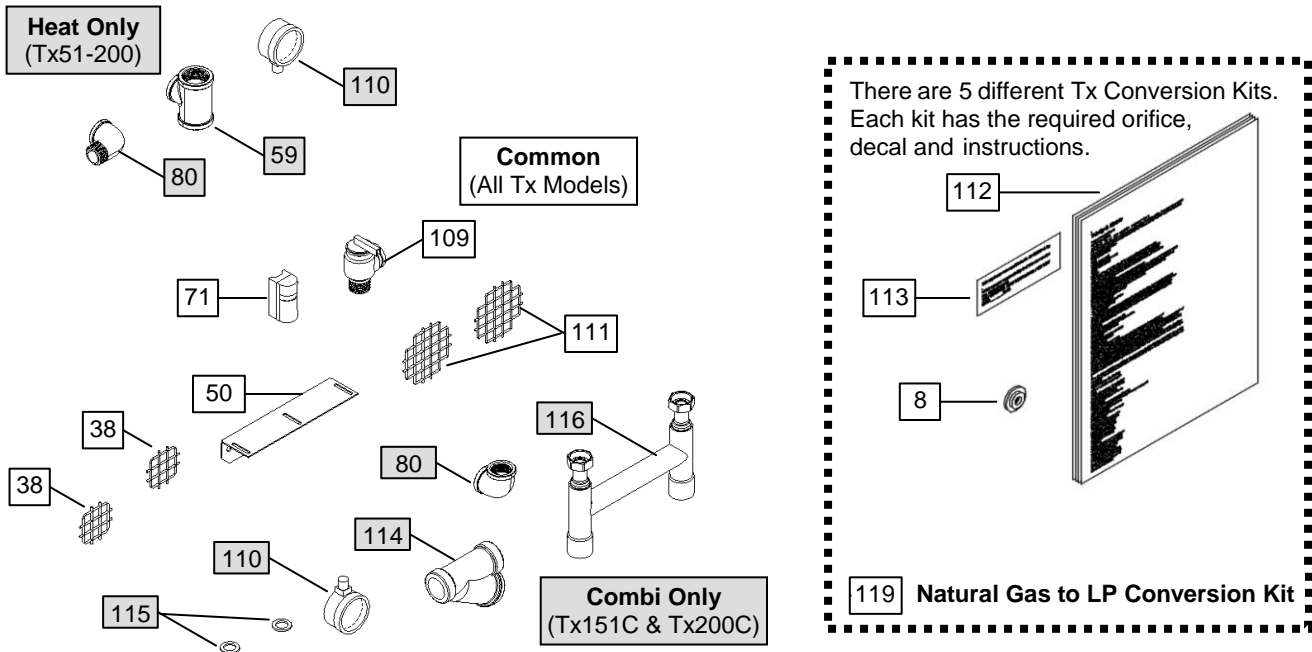 Heat Only
(Tx51-200)
110
59
80
Common
(All Tx Models)
109
71
111
50
38
38
116
80
114
110
115
Combi Only
(Tx151C & Tx200C)
There are 5 different Tx Conversion Kits.
Each kit has the required orifice,
decal and instructions.
112
113
8
119 Natural Gas to LP Conversion Kit